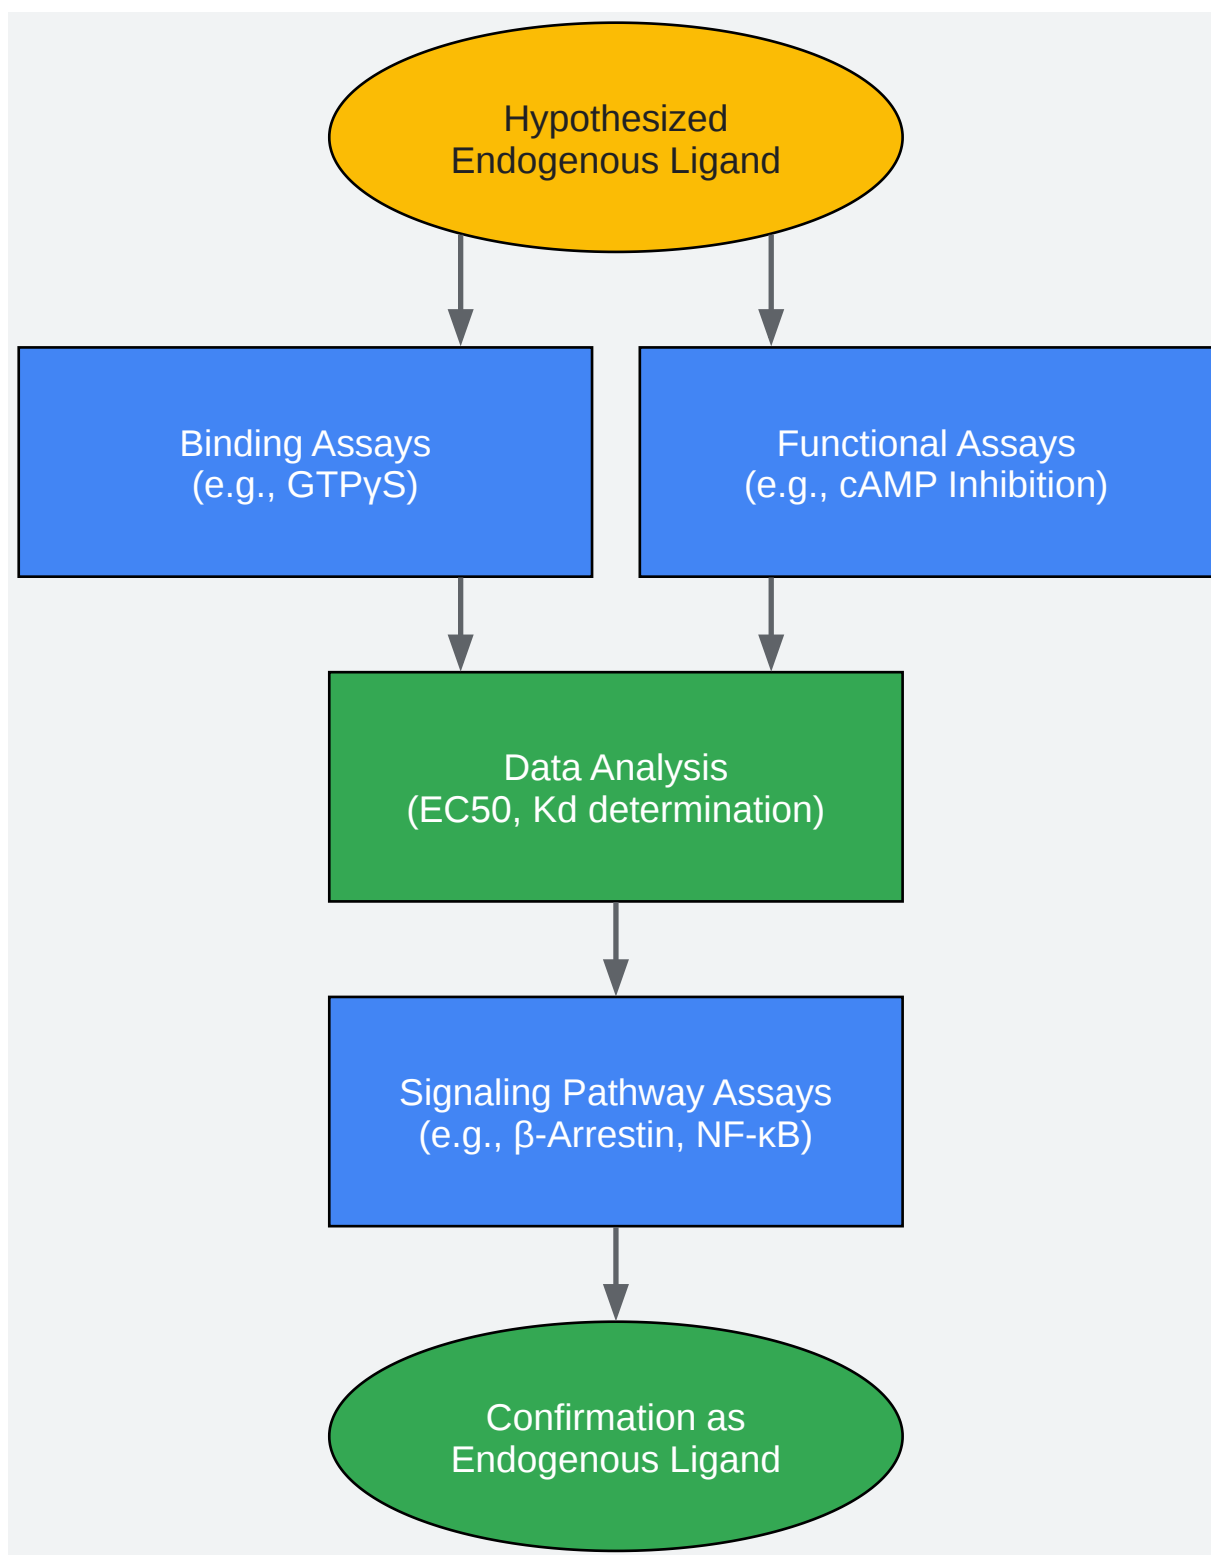 Hypothesized
Endogenous Ligand
Binding Assays
(e.g., GTPγS)
Functional Assays
(e.g., cAMP Inhibition)
Data Analysis
(EC50, Kd determination)
Signaling Pathway Assays
(e.g., β-Arrestin, NF-κB)
Confirmation as
Endogenous Ligand